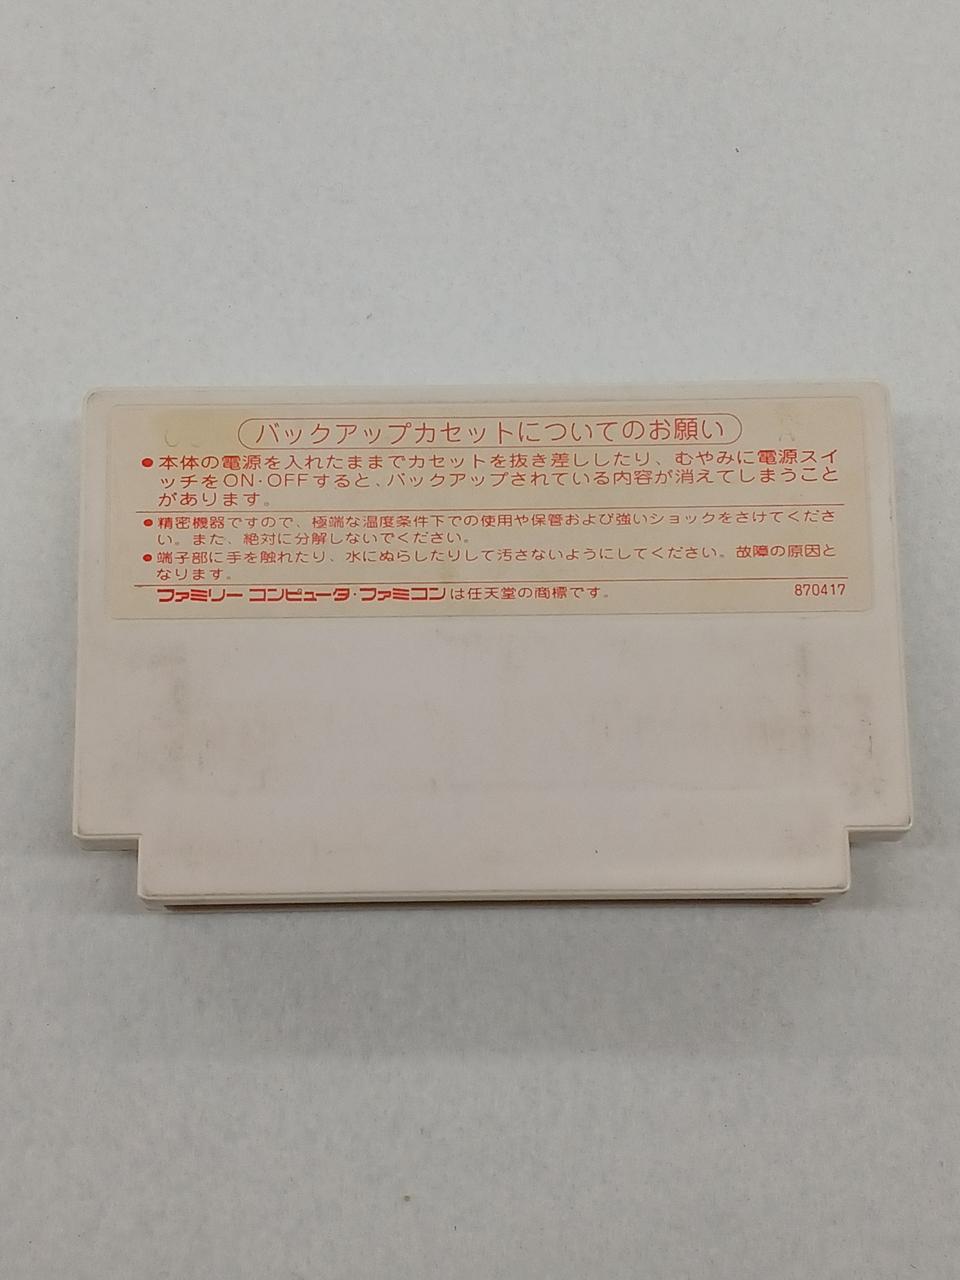 バックアップカセットについてのお願い
●本体の電源を入れたままでカセットを抜き差ししたり、むやみに電源スイ
ッチをON・OFFすると、バックアップされている内容が消えてしまうこと
があります。
●精密機器ですので、極端な温度条件下での使用や保管および強いショックをさけてくださ
い。また、絶対に分解しないでください。
●端子部に手を触れたり、水にぬらしたりして汚さないようにしてください。故障の原因と
なります。
ファミリー コンピュータ・ファミコンは任天堂の商標です。 870417